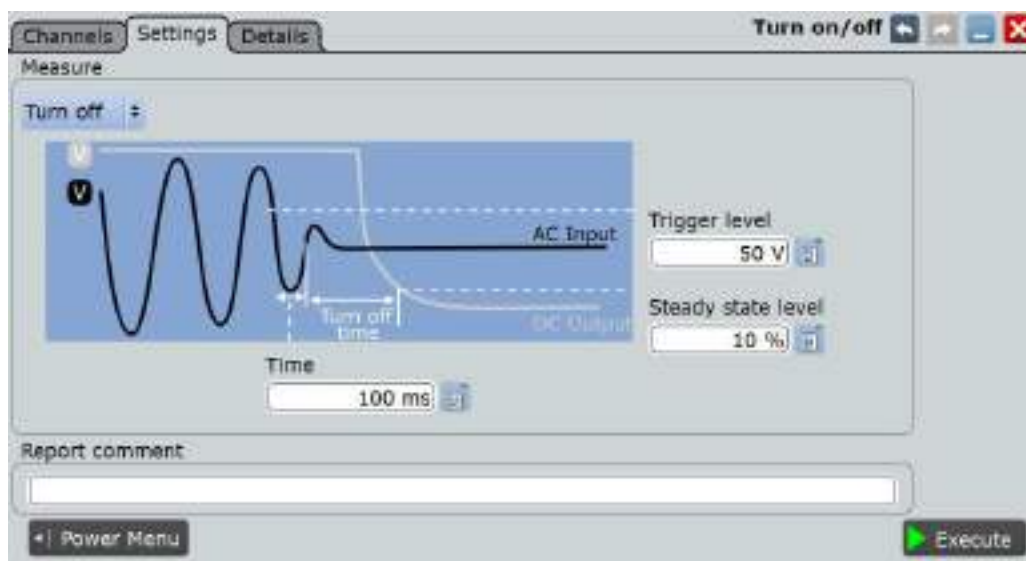 Channels Settings Details Turn on/off
Measure
Turn off
V
V
AC Input
Trigger level
50 V
Turn off
time
DC Output
Steady state level
10 %
Time
100 ms
Report comment
Power Menu
Execute